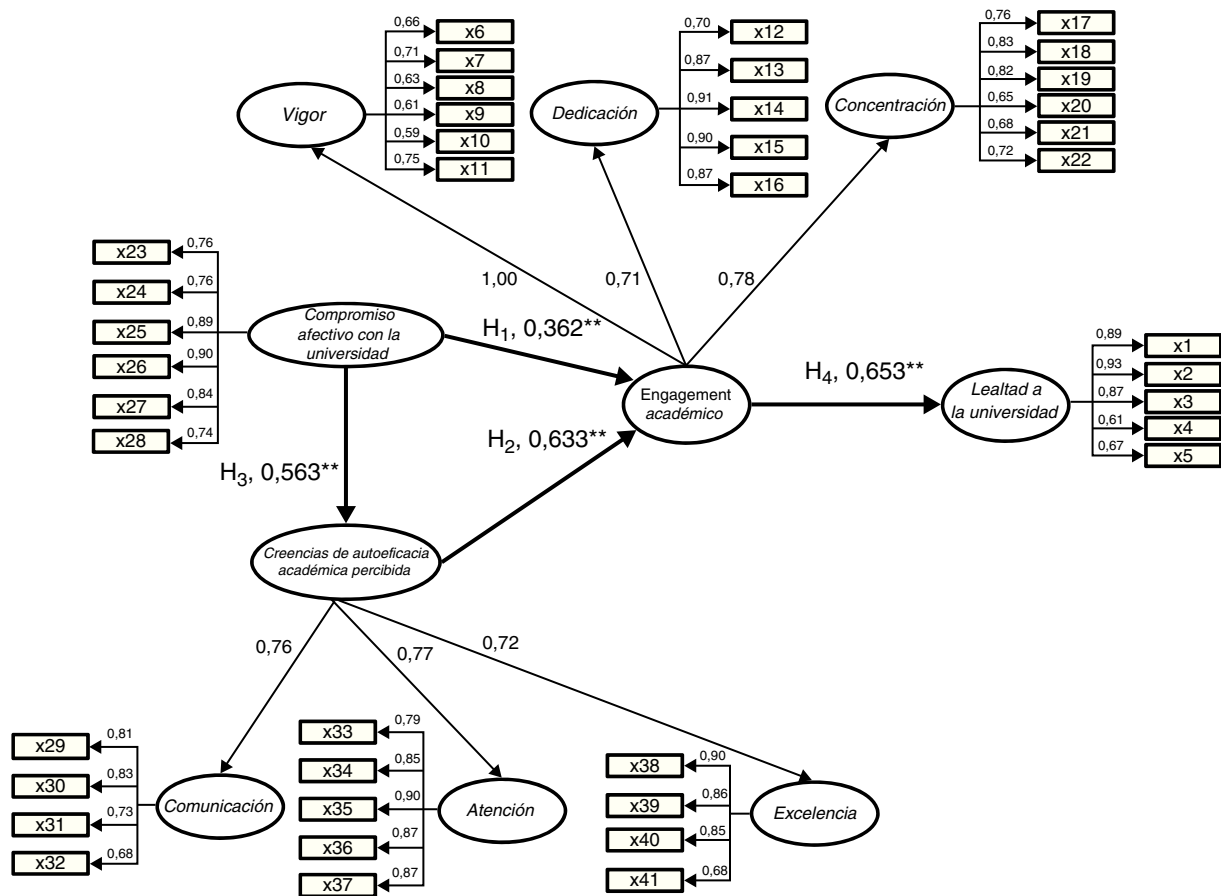 0,66
x6
0,71
x7
0,63
x8
0,61
x9
0,59
x10
0,75
x11
Vigor
0,70
x12
0,87
x13
0,91
x14
0,90
x15
0,87
x16
Dedicación
0,76
x17
0,83
x18
0,82
x19
0,65
x20
0,68
x21
0,72
x22
Concentración
1,00
0,71
0,78
x23
0,76
x24
0,76
x25
0,89
x26
0,90
x27
0,84
x28
0,74
Compromiso
afectivo con la
universidad
H1, 0,362**
Engagement
académico
H4, 0,653**
Lealtad a
la universidad
0,89
x1
0,93
x2
0,87
x3
0,61
x4
0,67
x5
H2, 0,633**
H3, 0,563**
Creencias de autoeficacia
académica percibida
0,76
0,77
0,72
x29
0,81
x30
0,83
x31
0,73
x32
0,68
Comunicación
x33
0,79
x34
0,85
x35
0,90
x36
0,87
x37
0,87
Atención
x38
0,90
x39
0,86
x40
0,85
x41
0,68
Excelencia